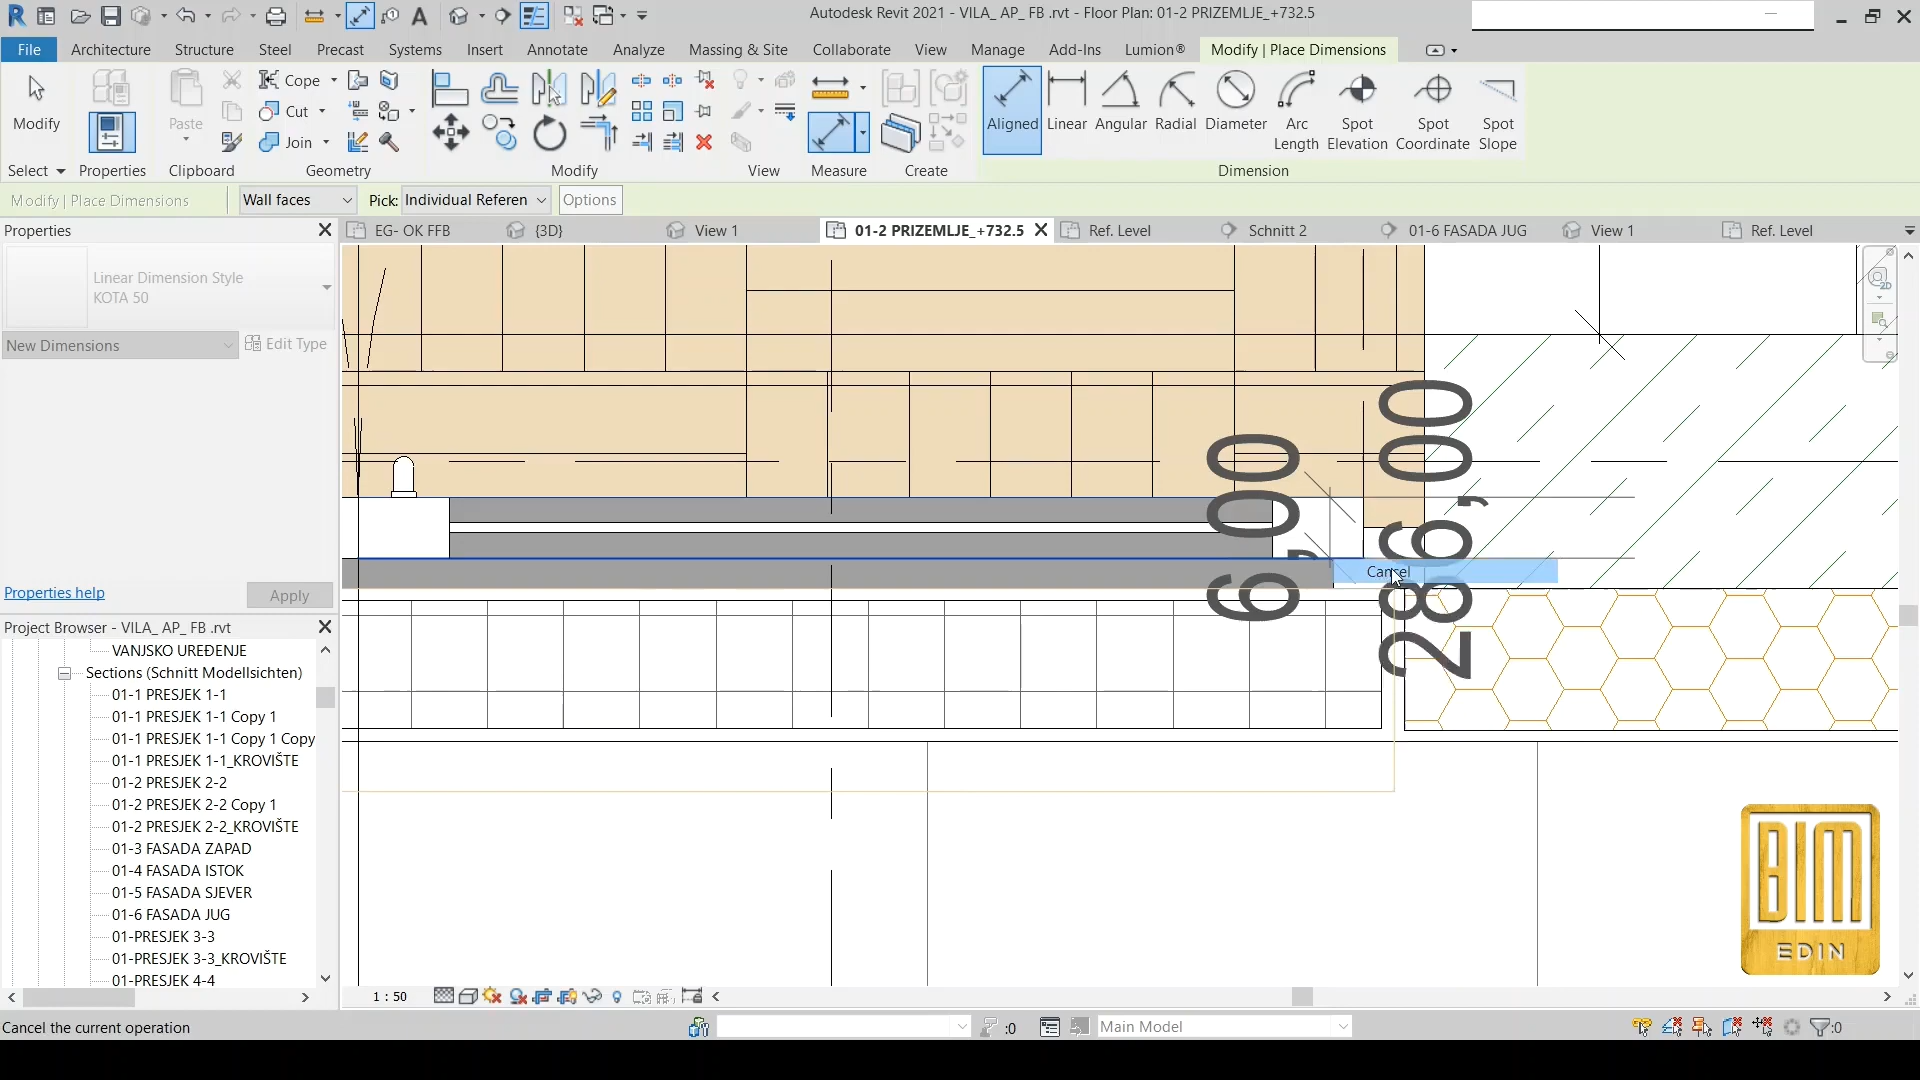 Autodesk Revit 2021 - VILA_ AP_ FB .rvt - Floor Plan: 01-2 PRIZEMLJE_+732.5
File Architecture Structure Steel Precast Systems Insert Annotate Analyze Massing & Site Collaborate View Manage Add-Ins Lumion® Modify | Place Dimensions
Modify
Paste
Cope
Cut
Join
Aligned Linear Angular Radial Diameter Arc Length Spot Elevation Spot Coordinate Spot Slope
Select Properties Clipboard Geometry Modify View Measure Create Dimension
Modify | Place Dimensions Wall faces Pick: Individual Referen Options
Properties
EG- OK FFB {3D} View 1 01-2 PRIZEMLJE_+732.5 Ref. Level Schnitt 2 01-6 FASADA JUG View 1 Ref. Level
Linear Dimension Style
KOTA 50
New Dimensions Edit Type
2D
6,00
286,00
Cancel
Properties help Apply
Project Browser - VILA_ AP_ FB .rvt
VANJSKO UREĐENJE
Sections (Schnitt Modellsichten)
01-1 PRESJEK 1-1
01-1 PRESJEK 1-1 Copy 1
01-1 PRESJEK 1-1 Copy 1 Copy
01-1 PRESJEK 1-1_KROVIŠTE
01-2 PRESJEK 2-2
01-2 PRESJEK 2-2 Copy 1
01-2 PRESJEK 2-2_KROVIŠTE
01-3 FASADA ZAPAD
01-4 FASADA ISTOK
01-5 FASADA SJEVER
01-6 FASADA JUG
01-PRESJEK 3-3
01-PRESJEK 3-3_KROVIŠTE
01-PRESJEK 4-4
BIM
EDIN
1 : 50
Cancel the current operation :0 Main Model :0